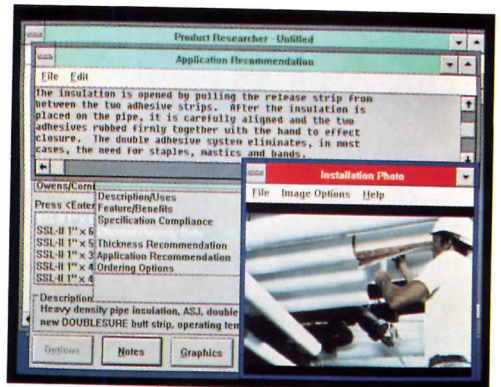 Product Researcher - Untitled
Application Recommendation
File Edit
The insulation is opened by pulling the release strip from
between the two adhesive strips. After the insulation is
placed on the pipe, it is carefully aligned and the two
adhesives rubbed firmly together with the hand to effect
closure. The double adhesive system eliminates, in most
cases, the need for staples, mastics and bands.
Installation Photo
File Image Options Help
Owens/Corni
Press <Enter
Description/Uses
Feature/Benefits
Specification Compliance
Thickness Recommendation
Application Recommendation
Ordering Options
SSL-II 1" x 6
SSL-II 1" x 5
SSL-II 1" x 3
SSL-II 1" x 4
SSL-II 1" x 4
Description
Heavy density pipe insulation, ASJ, double
new DOUBLESURE butt strip, operating tem
Options Notes Graphics